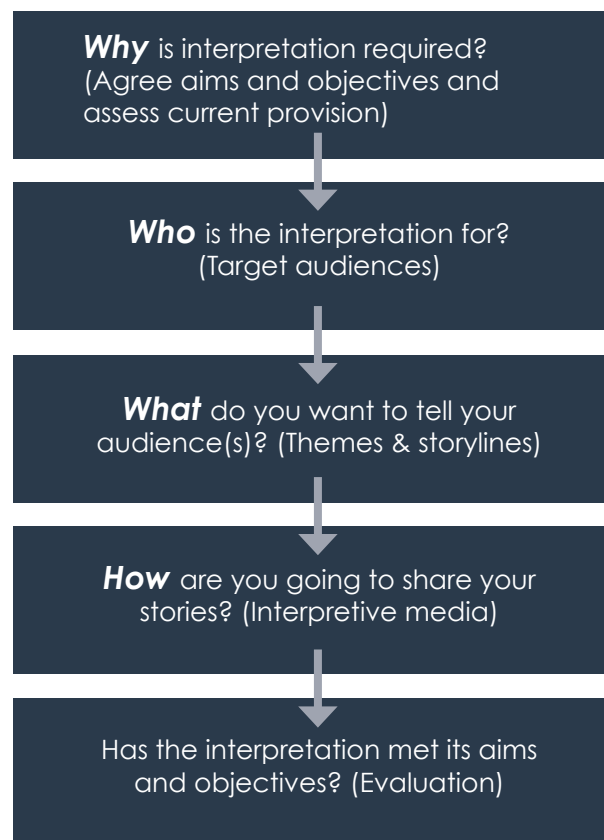 Why is interpretation required?
(Agree aims and objectives and
assess current provision)
Who is the interpretation for?
(Target audiences)
What do you want to tell your
audience(s)? (Themes & storylines)
How are you going to share your
stories? (Interpretive media)
Has the interpretation met its aims
and objectives? (Evaluation)